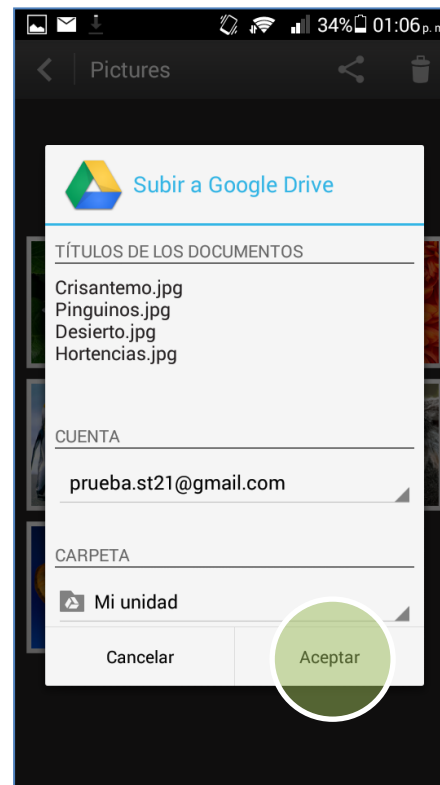 34% 01:06 p. m
Pictures
Subir a Google Drive
TÍTULOS DE LOS DOCUMENTOS
Crisantemo.jpg
Pinguinos.jpg
Desierto.jpg
Hortencias.jpg
CUENTA
prueba.st21@gmail.com
CARPETA
Mi unidad
Cancelar Aceptar